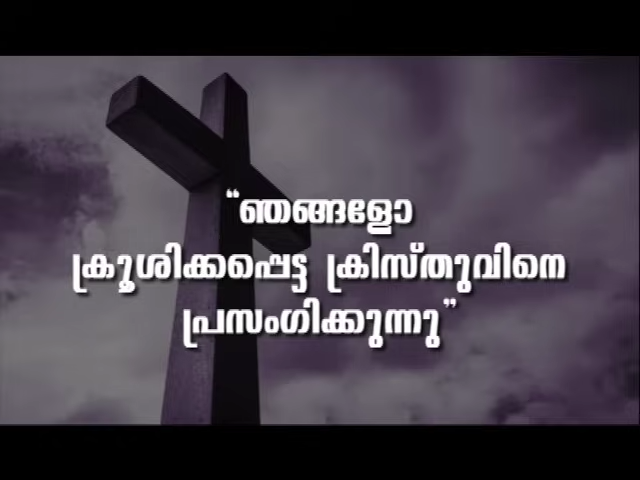 “ഞങ്ങളോ
ക്രൂശിക്കപ്പെട്ട ക്രിസ്തുവിനെ
പ്രസംഗിക്കുന്നു”